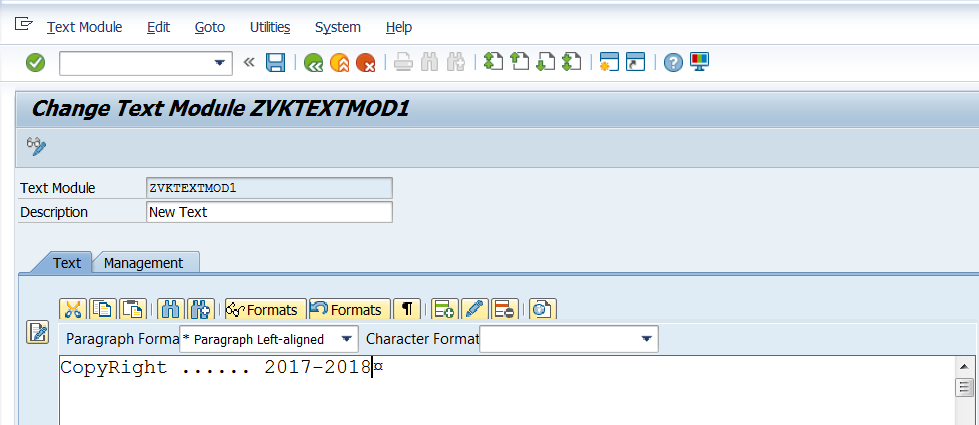 Text Module Edit Goto Utilities System Help
Change Text Module ZVKTEXTMOD1
Text Module ZVKTEXTMOD1
Description New Text
Text Management
Formats Formats ¶
Paragraph Forma * Paragraph Left-aligned Character Format
CopyRight ...... 2017-2018¤